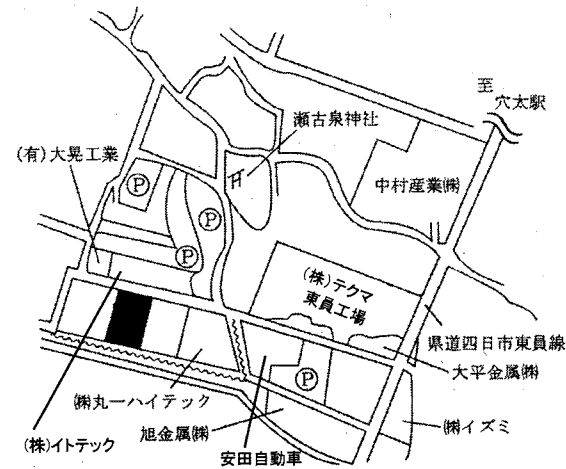 至
穴太駅
瀬古泉神社
(有)大晃工業
中村産業㈱
Ⓟ
Ⓟ
Ⓟ
(株)テクマ
東員工場
県道四日市東員線
大平金属㈱
Ⓟ
㈱丸一ハイテック
㈱イズミ
(株)イトテック
旭金属㈱
安田自動車